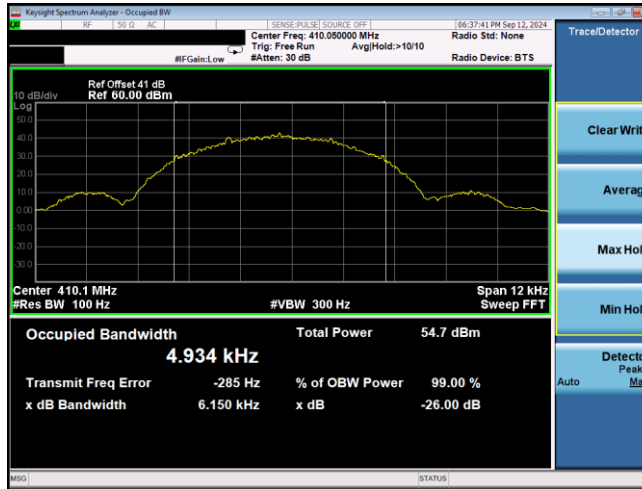 Keysight Spectrum Analyzer - Occupied BW
RF 50 Ω AC SENSE:PULSE SOURCE OFF 06:37:41 PM Sep 12, 2024
Center Freq: 410.050000 MHz Radio Std: None
Trig: Free Run Avg|Hold:>10/10
#IFGain:Low #Atten: 30 dB Radio Device: BTS
Trace/Detector
Ref Offset 41 dB
10 dB/div Ref 60.00 dBm
Log
50.0
40.0
30.0
20.0
10.0
0.00
-10.0
-20.0
-30.0
Center 410.1 MHz Span 12 kHz
#Res BW 100 Hz #VBW 300 Hz Sweep FFT
Occupied Bandwidth Total Power 54.7 dBm
4.934 kHz
Transmit Freq Error -285 Hz % of OBW Power 99.00 %
x dB Bandwidth 6.150 kHz x dB -26.00 dB
Clear Writ
Averag
Max Hol
Min Hol
Detecto
Peak
Auto Ma
MSG STATUS